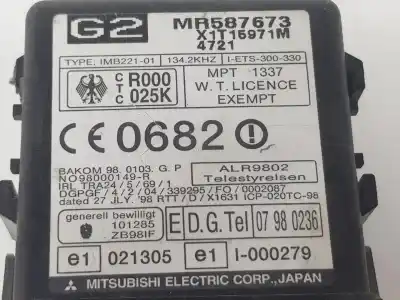 G2
MR587673
X1T15971M
4721
TYPE, IMB221-01
134.2KHZ
I-ETS-300-330
C
T
C
R000
025K
MPT 1337
W. T. LICENCE
EXEMPT
CE 0682
BAKOM 98. 0103. G. P
NO98000149-R
ALR9802
Telestyrelsen
IRL TRA24/5/69/1
DGPGF/4/2/04/339295/FO/0002087
dated 27 JLY. '98 RTT/D/X1631 ICP-020TC-98
generell bewilligt
101285
ZB98IF
E
D.G.Tel
07 98 0236
e1
021305
e1
I-000279
MITSUBISHI ELECTRIC CORP., JAPAN